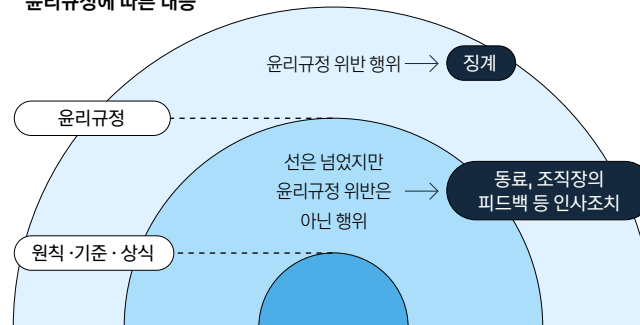 윤리규정에 따른 대응
윤리규정 위반 행위 → 징계
윤리규정
선은 넘었지만
윤리규정 위반은
아닌 행위
→ 동료, 조직장의
피드백 등 인사조치
원칙 ·기준 · 상식